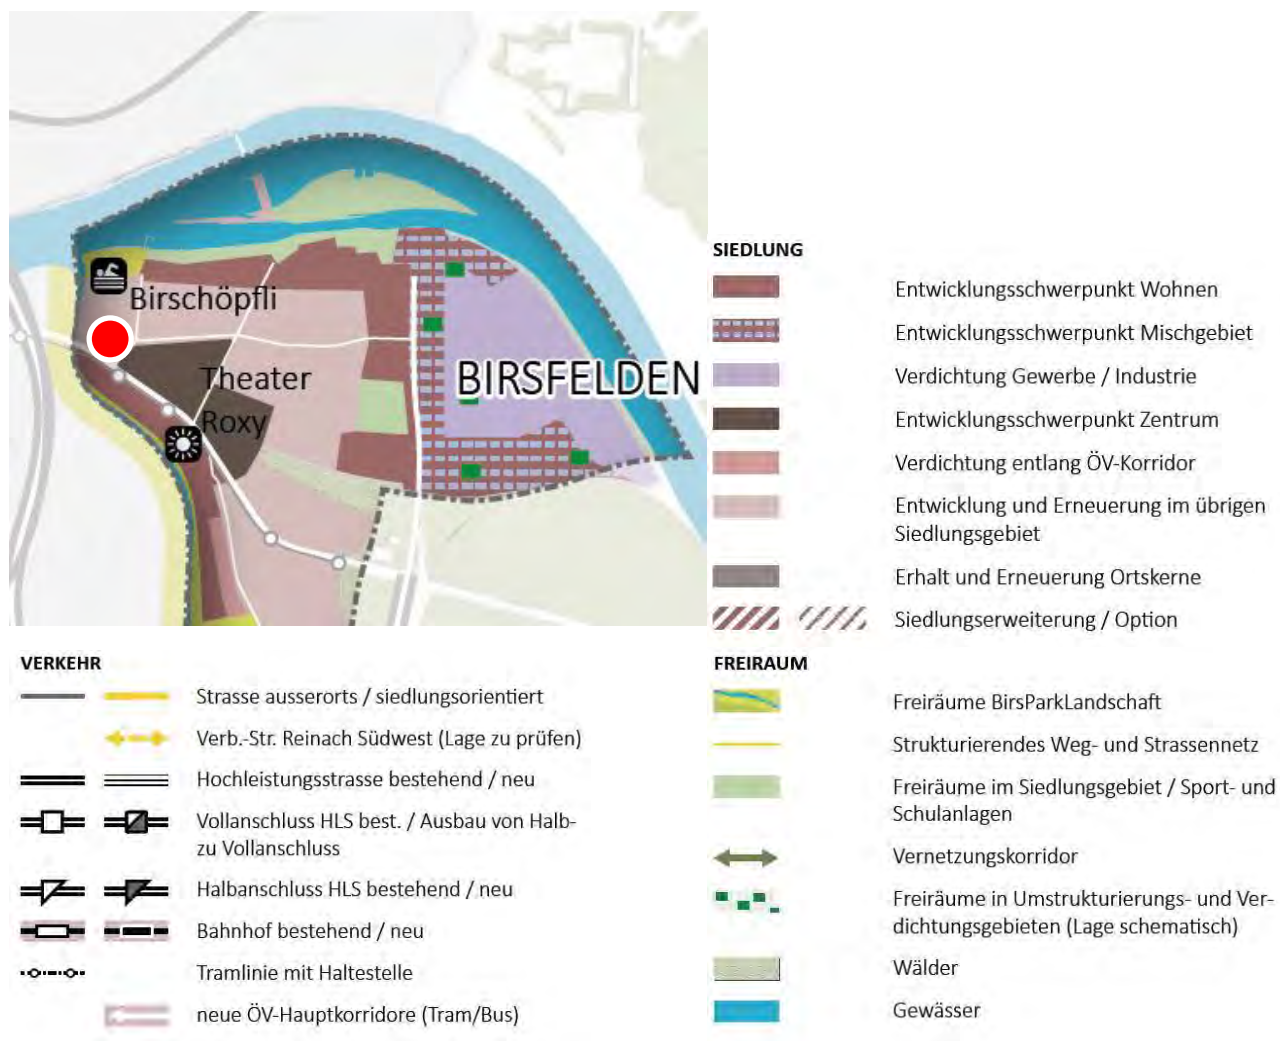 Birschöpfli
Theater
Roxy
BIRSFELDEN
SIEDLUNG
Entwicklungsschwerpunkt Wohnen
Entwicklungsschwerpunkt Mischgebiet
Verdichtung Gewerbe / Industrie
Entwicklungsschwerpunkt Zentrum
Verdichtung entlang ÖV-Korridor
Entwicklung und Erneuerung im übrigen
Siedlungsgebiet
Erhalt und Erneuerung Ortskerne
Siedlungserweiterung / Option
VERKEHR
Strasse ausserorts / siedlungsorientiert
Verb.-Str. Reinach Südwest (Lage zu prüfen)
Hochleistungsstrasse bestehend / neu
Vollanschluss HLS best. / Ausbau von Halb-
zu Vollanschluss
Halbanschluss HLS bestehend / neu
Bahnhof bestehend / neu
Tramlinie mit Haltestelle
neue ÖV-Hauptkorridore (Tram/Bus)
FREIRAUM
Freiräume BirsParkLandschaft
Strukturierendes Weg- und Strassennetz
Freiräume im Siedlungsgebiet / Sport- und
Schulanlagen
Vernetzungskorridor
Freiräume in Umstrukturierungs- und Ver-
dichtungsgebieten (Lage schematisch)
Wälder
Gewässer